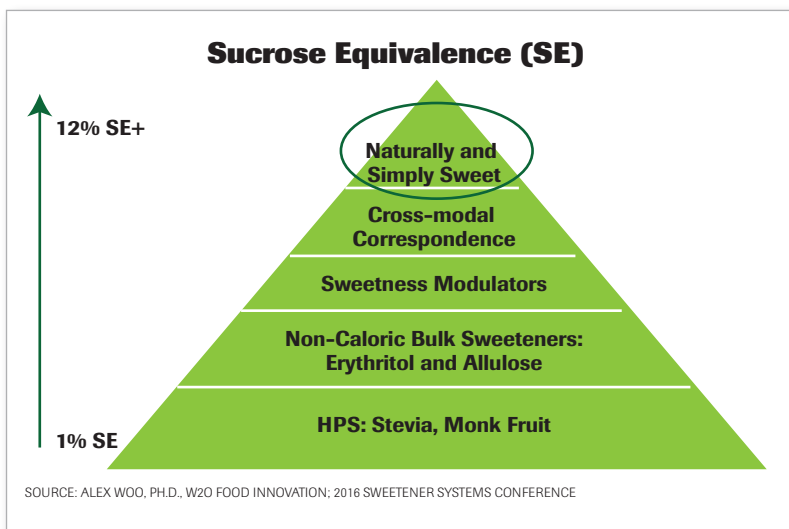 Sucrose Equivalence (SE)
12% SE+
Naturally and
Simply Sweet
Cross-modal
Correspondence
Sweetness Modulators
Non-Caloric Bulk Sweeteners:
Erythritol and Allulose
HPS: Stevia, Monk Fruit
1% SE
SOURCE: ALEX WOO, PH.D., W2O FOOD INNOVATION; 2016 SWEETENER SYSTEMS CONFERENCE